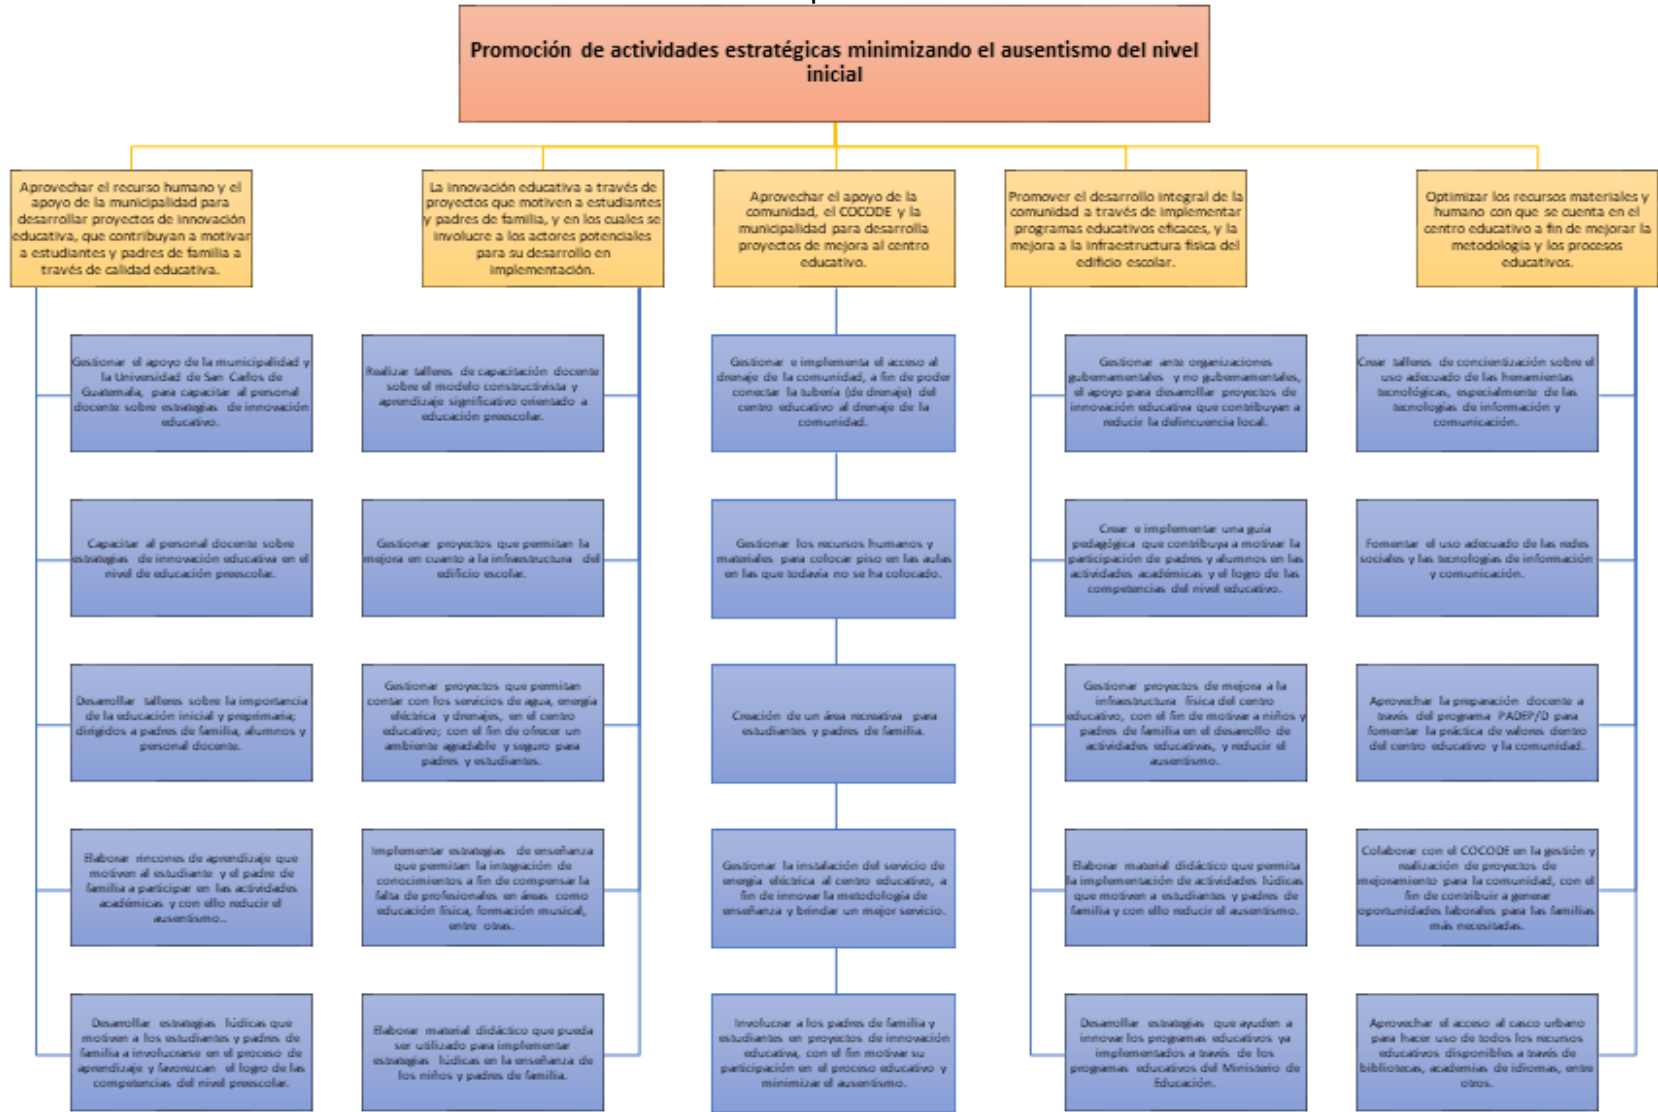 Promoción de actividades estratégicas minimizando el ausentismo del nivel
inicial
Aprovechar el recurso humano y el
apoyo de la municipalidad para
desarrollar proyectos de innovación
educativa, que contribuyan a motivar
a estudiantes y padres de familia a
través de calidad educativa.
Gestionar el apoyo de la municipalidad y
la Universidad de San Carlos de
Guatemala, para capacitar al personal
docente sobre estrategias de innovación
educativo.
Capacitar al personal docente sobre
estrategias de innovación educativa en el
nivel de educación preescolar.
Desarrollar talleres sobre la importancia
de la educación inicial y preprimaria;
dirigidos a padres de familia, alumnos y
personal docente.
Elaborar rincones de aprendizaje que
motiven al estudiante y el padre de
familia a participar en las actividades
académicas y con ello reducir el
ausentismo..
Desarrollar estrategias lúdicas que
motiven a los estudiantes y padres de
familia a involucrarse en el proceso de
aprendizaje y favorezcan el logro de las
competencias del nivel preescolar.
La innovación educativa a través de
proyectos que motiven a estudiantes
y padres de familia, y en los cuales se
involucre a los actores potenciales
para su desarrollo en
implementación.
Realizar talleres de capacitación docente
sobre el modelo constructivista y
aprendizaje significativo orientado a
educación preescolar.
Gestionar proyectos que permitan la
mejora en cuanto a la infraestructura del
edificio escolar.
Gestionar proyectos que permitan
contar con los servicios de agua, energía
eléctrica y drenajes, en el centro
educativo; con el fin de ofrecer un
ambiente agradable y seguro para
padres y estudiantes.
Implementar estrategias de enseñanza
que permitan la integración de
conocimientos a fin de compensar la
falta de profesionales en áreas como
educación física, formación musical,
entre otras.
Elaborar material didáctico que pueda
ser utilizado para implementar
estrategias lúdicas en la enseñanza de
los niños y padres de familia.
Aprovechar el apoyo de la
comunidad, el COCODE y la
municipalidad para desarrolla
proyectos de mejora al centro
educativo.
Gestionar e implementa el acceso al
drenaje de la comunidad, a fin de poder
conectar la tubería (de drenaje) del
centro educativo al drenaje de la
comunidad.
Gestionar los recursos humanos y
materiales para colocar piso en las aulas
en las que todavía no se ha colocado.
Creación de un área recreativa para
estudiantes y padres de familia.
Gestionar la instalación del servicio de
energía eléctrica al centro educativo, a
fin de innovar la metodología de
enseñanza y brindar un mejor servicio.
Involucrar a los padres de familia y
estudiantes en proyectos de innovación
educativa, con el fin motivar su
participación en el proceso educativo y
minimizar el ausentismo.
Promover el desarrollo integral de la
comunidad a través de implementar
programas educativos eficaces, y la
mejora a la infraestructura física del
edificio escolar.
Gestionar ante organizaciones
gubernamentales y no gubernamentales,
el apoyo para desarrollar proyectos de
innovación educativa que contribuyan a
reducir la delincuencia local.
Crear e implementar una guía
pedagógica que contribuya a motivar la
participación de padres y alumnos en las
actividades académicas y el logro de las
competencias del nivel educativo.
Gestionar proyectos de mejora a la
infraestructura física del centro
educativo, con el fin de motivar a niños y
padres de familia en el desarrollo de
actividades educativas, y reducir el
ausentismo.
Elaborar material didáctico que permita
la implementación de actividades lúdicas
que motiven a estudiantes y padres de
familia y con ello reducir el ausentismo.
Desarrollar estrategias que ayuden a
innovar los programas educativos ya
implementados a través de los
programas educativos del Ministerio de
Educación.
Optimizar los recursos materiales y
humano con que se cuenta en el
centro educativo a fin de mejorar la
metodología y los procesos
educativos.
Crear talleres de concientización sobre el
uso adecuado de las herramientas
tecnológicas, especialmente de las
tecnologías de información y
comunicación.
Fomentar el uso adecuado de las redes
sociales y las tecnologías de información
y comunicación.
Aprovechar la preparación docente a
través del programa PADEP/D para
fomentar la práctica de valores dentro
del centro educativo y la comunidad.
Colaborar con el COCODE en la gestión y
realización de proyectos de
mejoramiento para la comunidad, con el
fin de contribuir a generar
oportunidades laborales para las familias
más necesitadas.
Aprovechar el acceso al casco urbano
para hacer uso de todos los recursos
educativos disponibles a través de
bibliotecas, academias de idiomas, entre
otros.